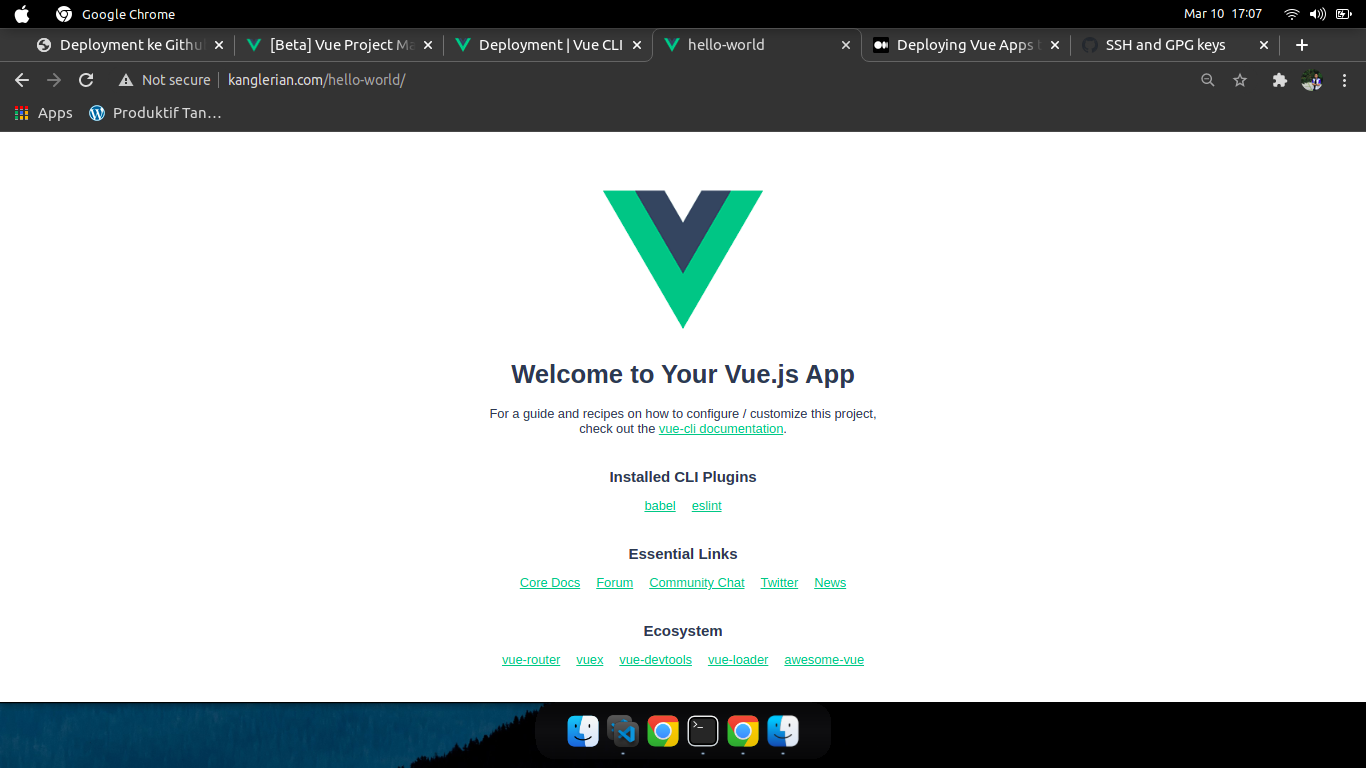 Google Chrome
Mar 10 17:07
Deployment ke Githu
[Beta] Vue Project Ma
Deployment | Vue CLI
hello-world
Deploying Vue Apps t
SSH and GPG keys
Not secure
kanglerian.com/hello-world/
Apps
Produktif Tan…
Welcome to Your Vue.js App
For a guide and recipes on how to configure / customize this project,
check out the vue-cli documentation.
Installed CLI Plugins
babel eslint
Essential Links
Core Docs Forum Community Chat Twitter News
Ecosystem
vue-router vuex vue-devtools vue-loader awesome-vue